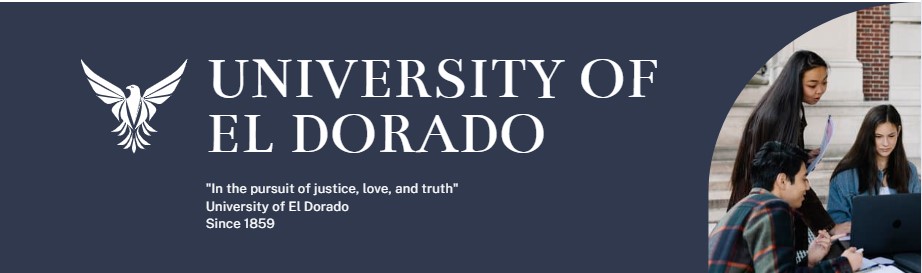 UNIVERSITY OF
EL DORADO
"In the pursuit of justice, love, and truth"
University of El Dorado
Since 1859